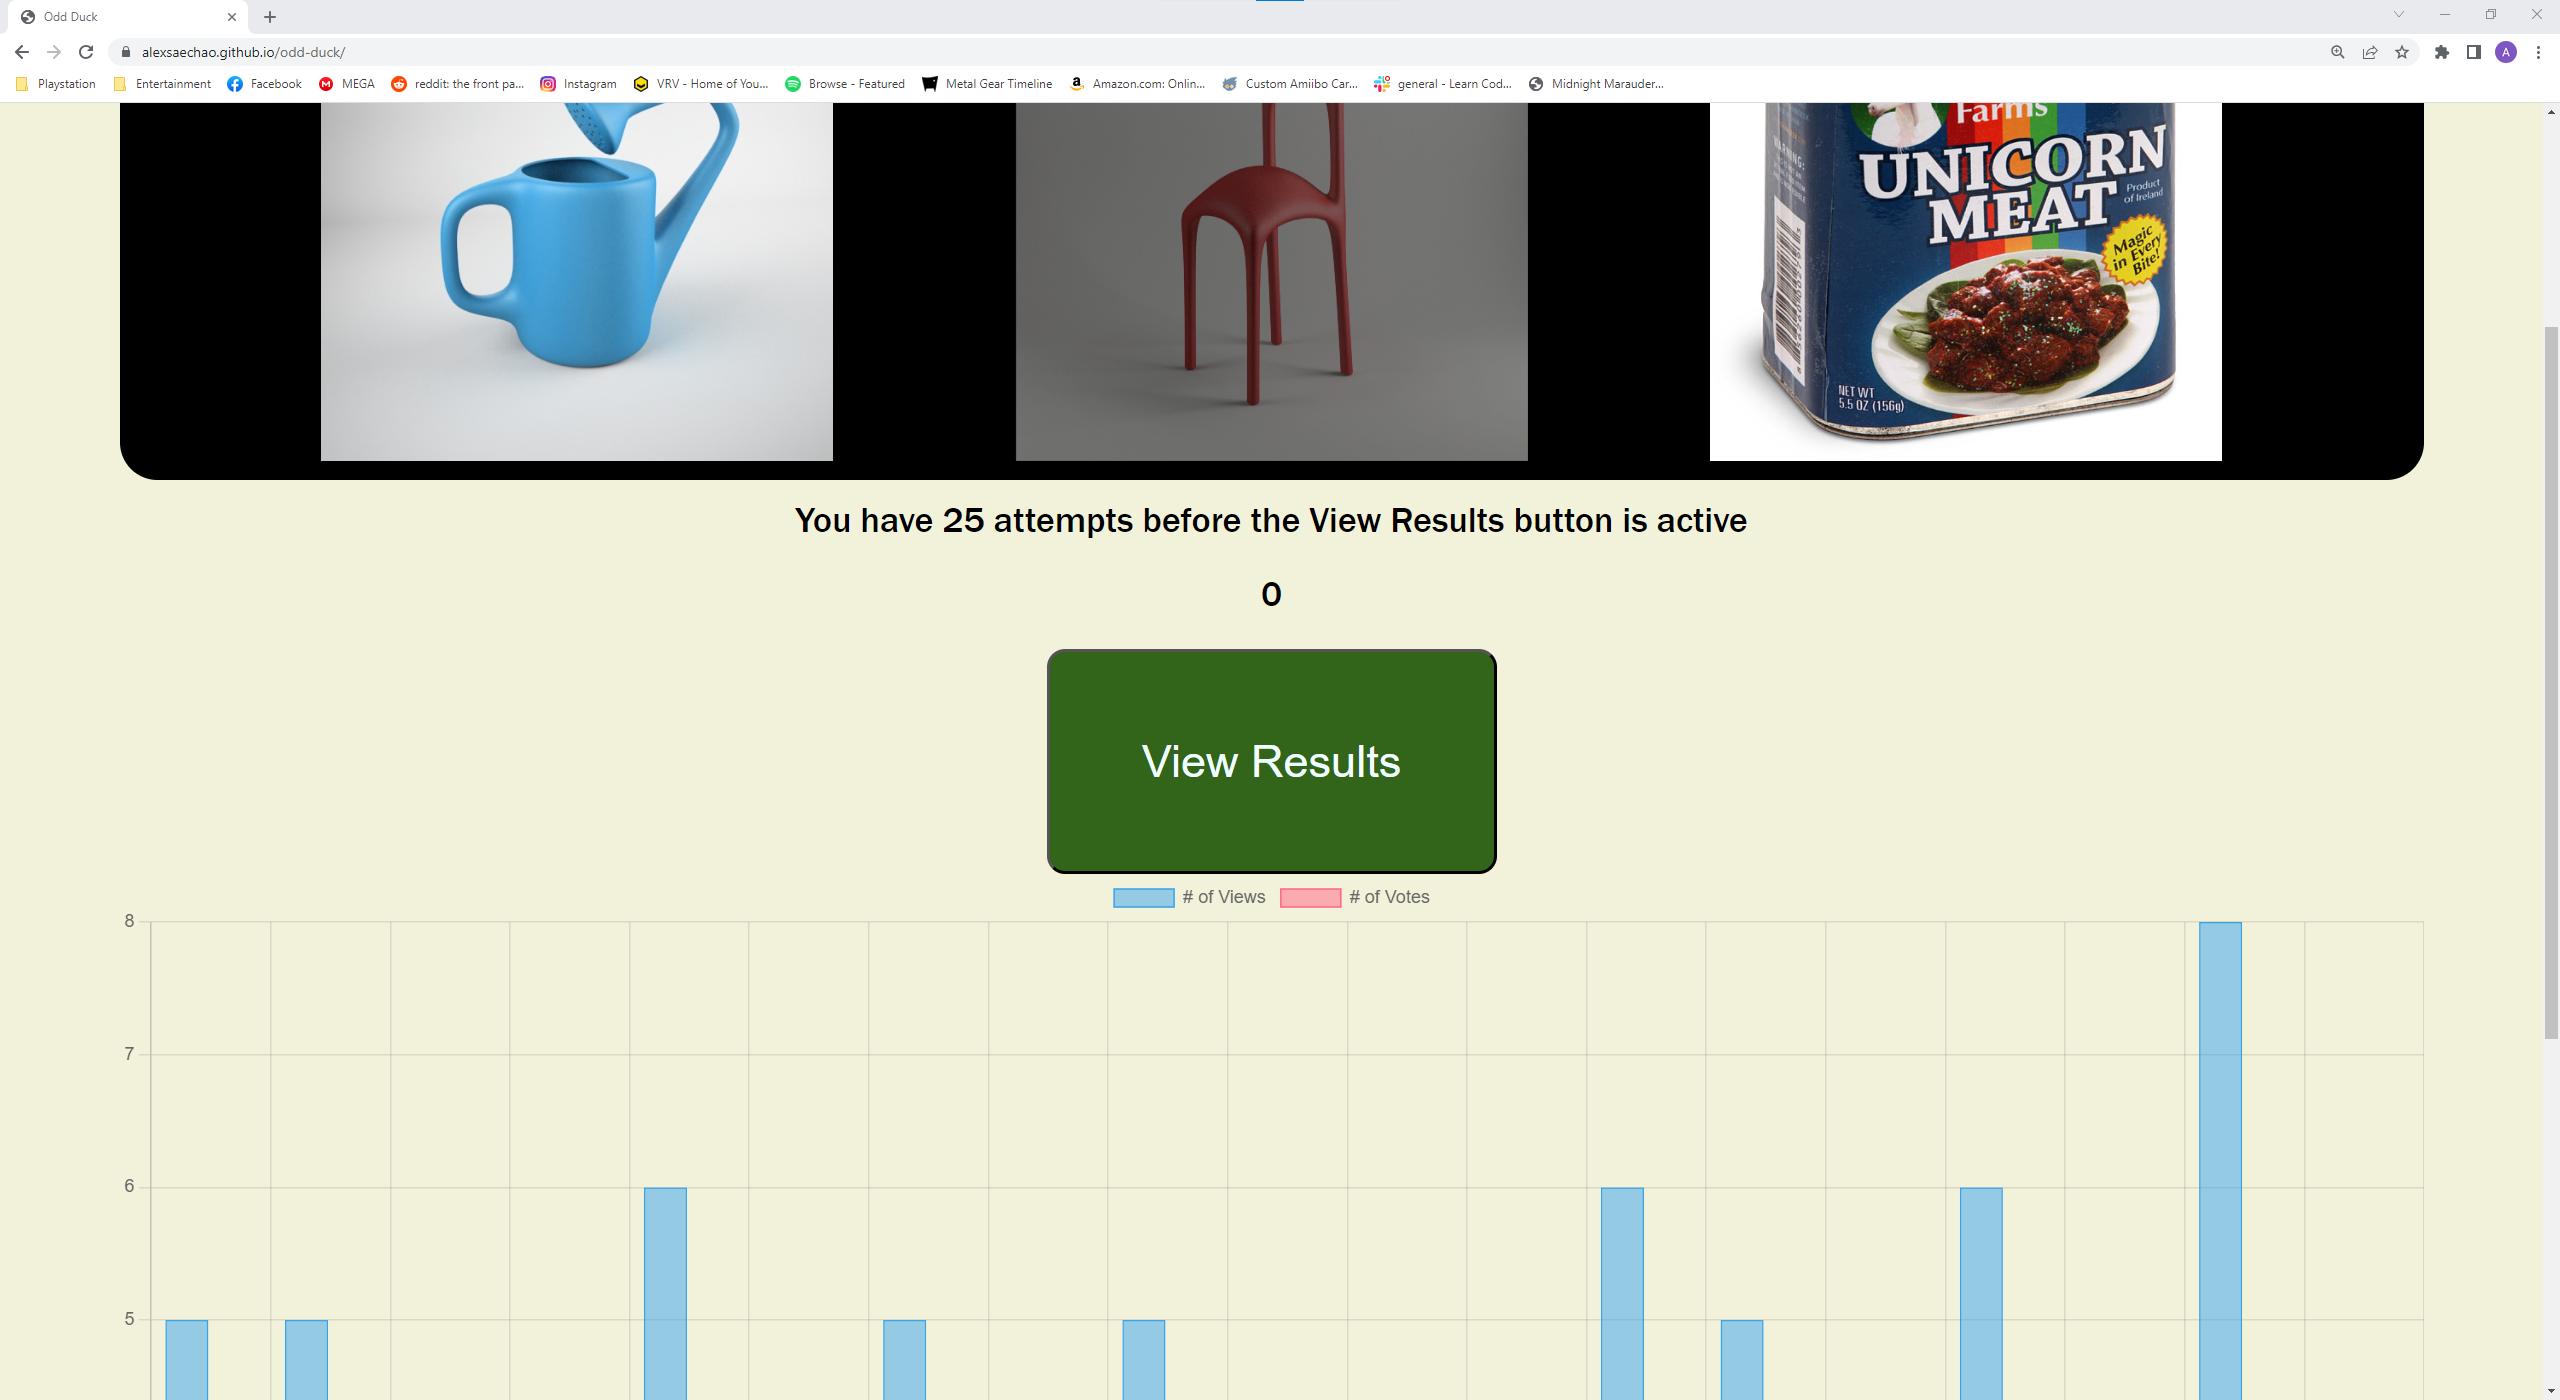 Odd Duck
alexsaechao.github.io/odd-duck/
A
Playstation
Entertainment
Facebook
MEGA
reddit: the front pa...
Instagram
VRV - Home of You...
Browse - Featured
Metal Gear Timeline
Amazon.com: Onlin...
Custom Amiibo Car...
general - Learn Cod...
Midnight Marauder...
Farms
WARNING:
UNICORN
MEAT
Product
of Ireland
Magic
in Every
Bite!
NET WT
5.5 OZ (156g)
You have 25 attempts before the View Results button is active
0
View Results
# of Views
# of Votes
8
7
6
5